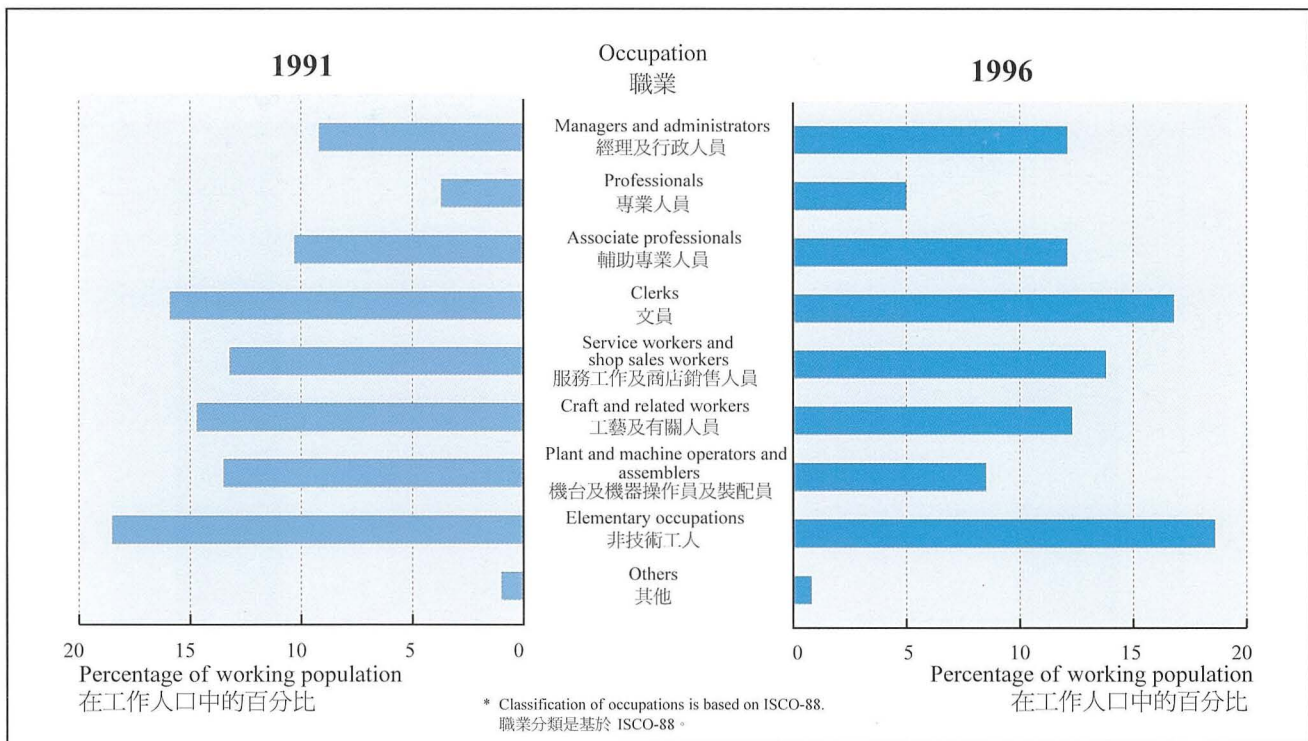 1991
Occupation
職業
1996
Managers and administrators
經理及行政人員
Professionals
專業人員
Associate professionals
輔助專業人員
Clerks
文員
Service workers and
shop sales workers
服務工作及商店銷售人員
Craft and related workers
工藝及有關人員
Plant and machine operators and
assemblers
機台及機器操作員及裝配員
Elementary occupations
非技術工人
Others
其他
20 15 10 5 0
Percentage of working population
在工作人口中的百分比
0 5 10 15 20
Percentage of working population
在工作人口中的百分比
* Classification of occupations is based on ISCO-88.
職業分類是基於 ISCO-88。